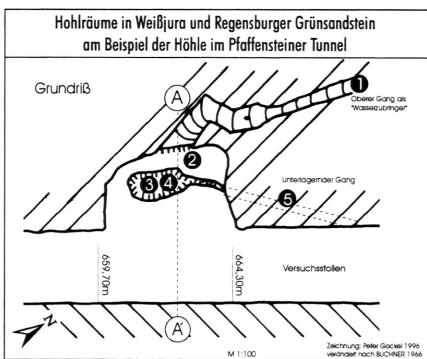 Hohlräume in Weißjura und Regensburger Grünsandstein
am Beispiel der Höhle im Pfaffensteiner Tunnel
Grundriß
A
1
Oberer Gang als
"Wasserzubringer"
2
3 4
Unterlagernder Gang
5
659,70m
664,30m
Versuchsstollen
N
A'
M 1:100
Zeichnung: Peter Gockel 1996
verändert nach BUCHNER 1966